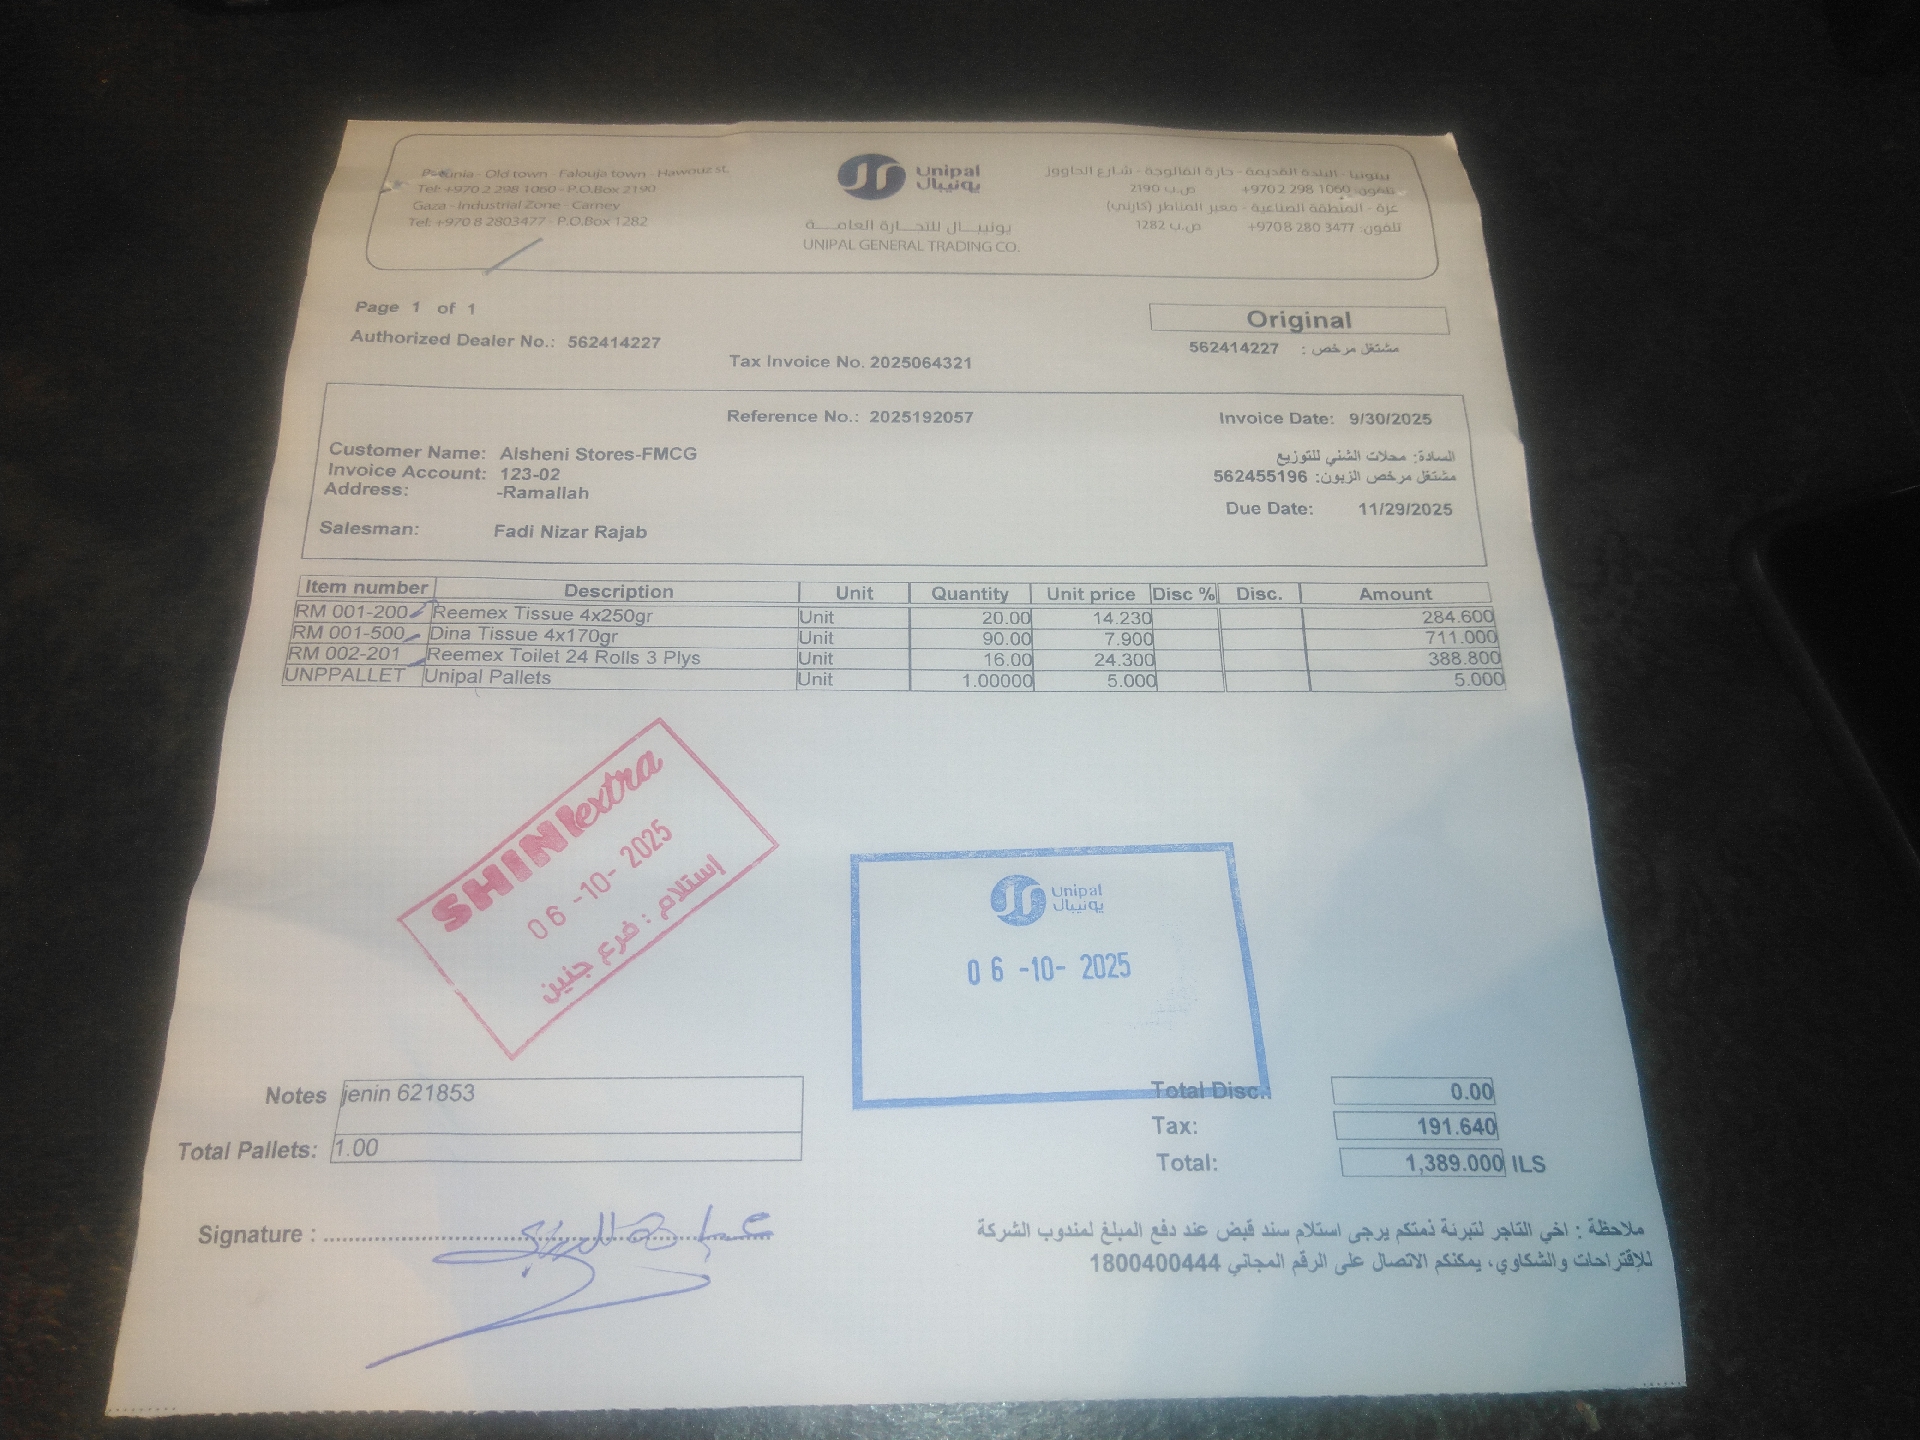 Betunia - Old town - Falouja town - Hawouz st.
Tel: +970 2 298 1060 - P.O.Box 2190
Gaza - Industrial Zone - Carney
Tel: +970 8 2803477 - P.O.Box 1282
Unipal
يونيبال
يونيبال للتجارة العامة
UNIPAL GENERAL TRADING CO.
بيتونيا - البلدة القديمة - حارة الفالوجة - شارع الحاووز
تلفون: 1060 298 2 970+ ص.ب 2190
غزة - المنطقة الصناعية - معبر المنطار (كارني)
تلفون: 3477 280 8 970+ ص.ب 1282
Page 1 of 1
Original
Authorized Dealer No.: 562414227
مشتغل مرخص : 562414227
Tax Invoice No. 2025064321
Reference No.: 2025192057
Invoice Date: 9/30/2025
Customer Name: Alsheni Stores-FMCG
السادة: محلات الشني للتوزيع
Invoice Account: 123-02
مشتغل مرخص الزبون: 562455196
Address: -Ramallah
Due Date: 11/29/2025
Salesman: Fadi Nizar Rajab
Item number Description Unit Quantity Unit price Disc % Disc. Amount
RM 001-200 Reemex Tissue 4x250gr Unit 20.00 14.230 284.600
RM 001-500 Dina Tissue 4x170gr Unit 90.00 7.900 711.000
RM 002-201 Reemex Toilet 24 Rolls 3 Plys Unit 16.00 24.300 388.800
UNPPALLET Unipal Pallets Unit 1.00000 5.000 5.000
SHINI extra
06 -10- 2025
إستلام : فرع جنين
Unipal
يونيبال
06 -10- 2025
Notes jenin 621853
Total Pallets: 1.00
Total Disc.: 0.00
Tax: 191.640
Total: 1,389.000 ILS
Signature :
ملاحظة : اخي التاجر لتبرئة ذمتكم يرجى استلام سند قبض عند دفع المبلغ لمندوب الشركة
للإقتراحات والشكاوي، يمكنكم الاتصال على الرقم المجاني 1800400444